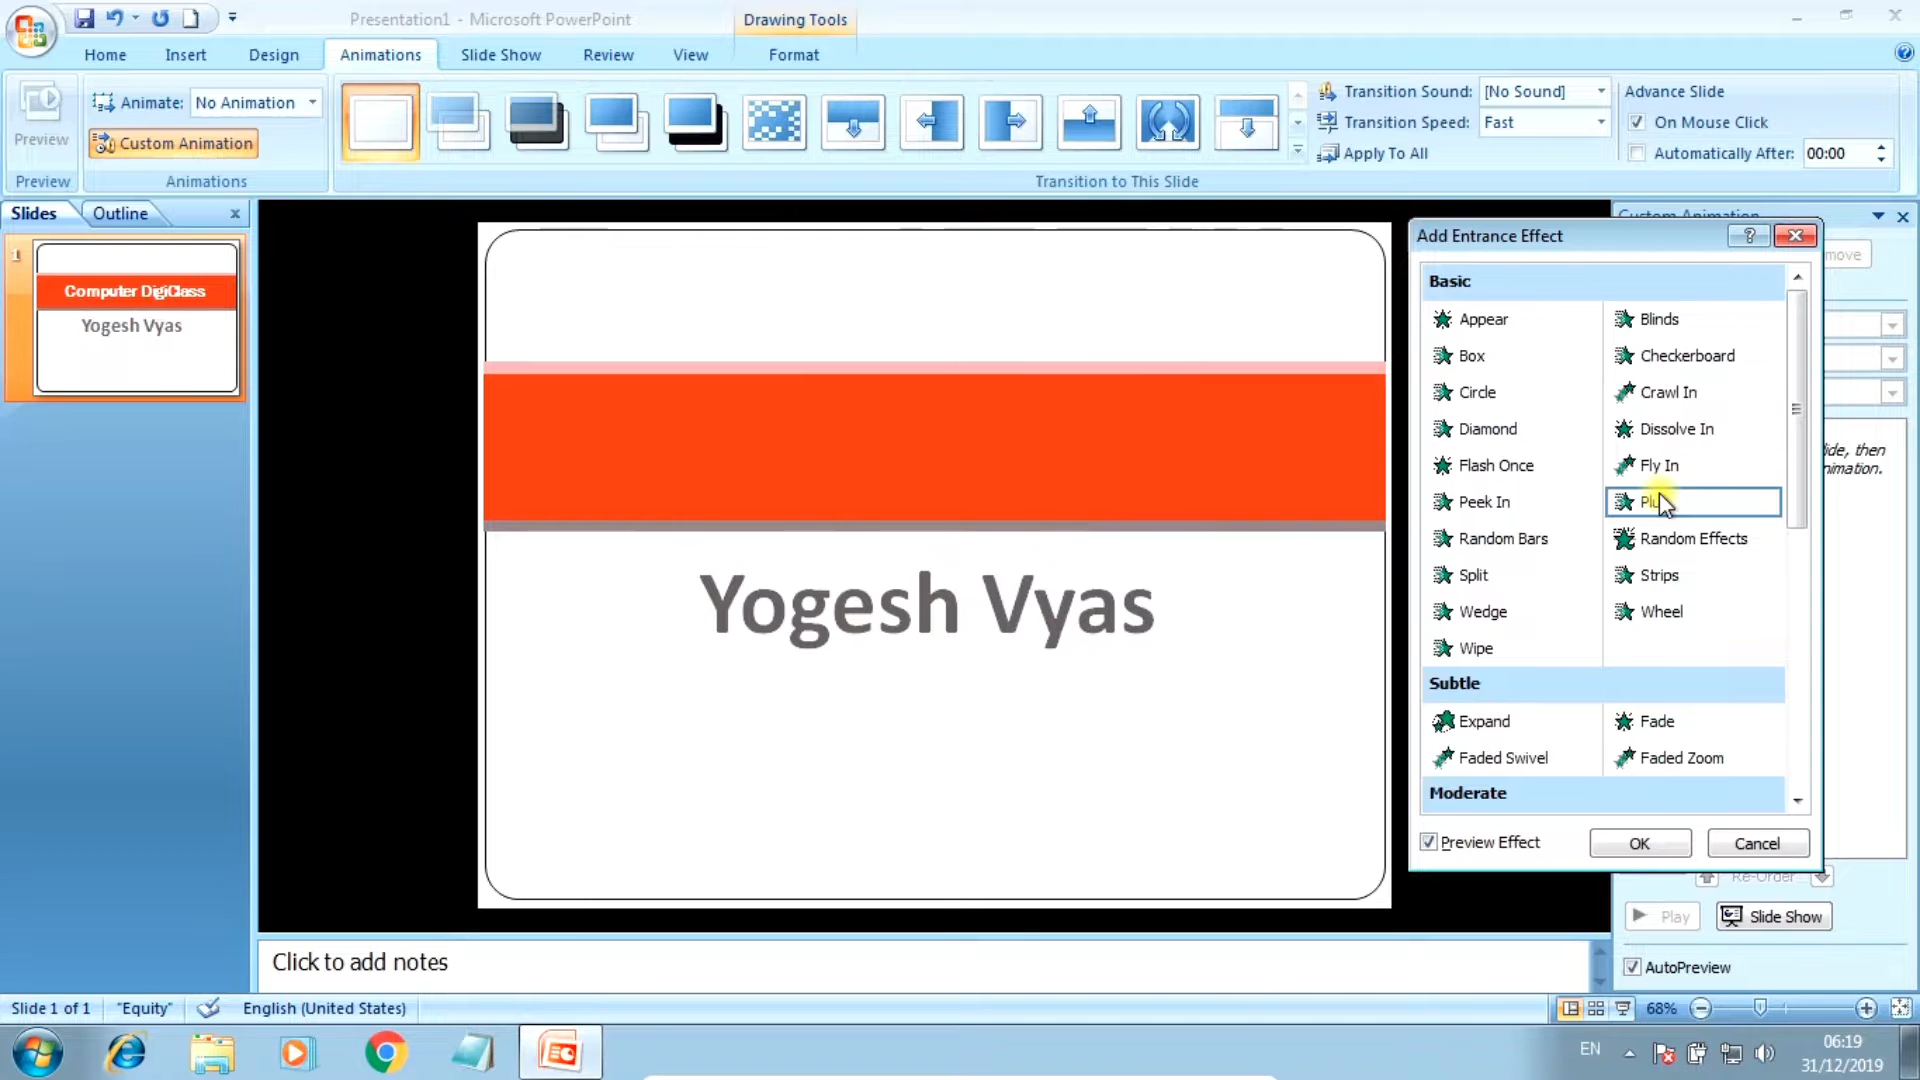 Presentation1 - Microsoft PowerPoint
Drawing Tools
Home
Insert
Design
Animations
Slide Show
Review
View
Format
Preview
Animate: No Animation
Custom Animation
Transition Sound: [No Sound]
Transition Speed: Fast
Apply To All
Advance Slide
On Mouse Click
Automatically After: 00:00
Preview
Animations
Transition to This Slide
Slides
Outline
1
Computer DigiClass
Yogesh Vyas
Yogesh Vyas
Custom Animation
Add Entrance Effect
Basic
Appear
Blinds
Box
Checkerboard
Circle
Crawl In
Diamond
Dissolve In
Flash Once
Fly In
Peek In
Random Bars
Random Effects
Split
Strips
Wedge
Wheel
Wipe
Subtle
Expand
Fade
Faded Swivel
Faded Zoom
Moderate
Preview Effect
OK
Cancel
Re-Order
Play
Slide Show
AutoPreview
Click to add notes
Slide 1 of 1
"Equity"
English (United States)
68%
EN
06:19
31/12/2019